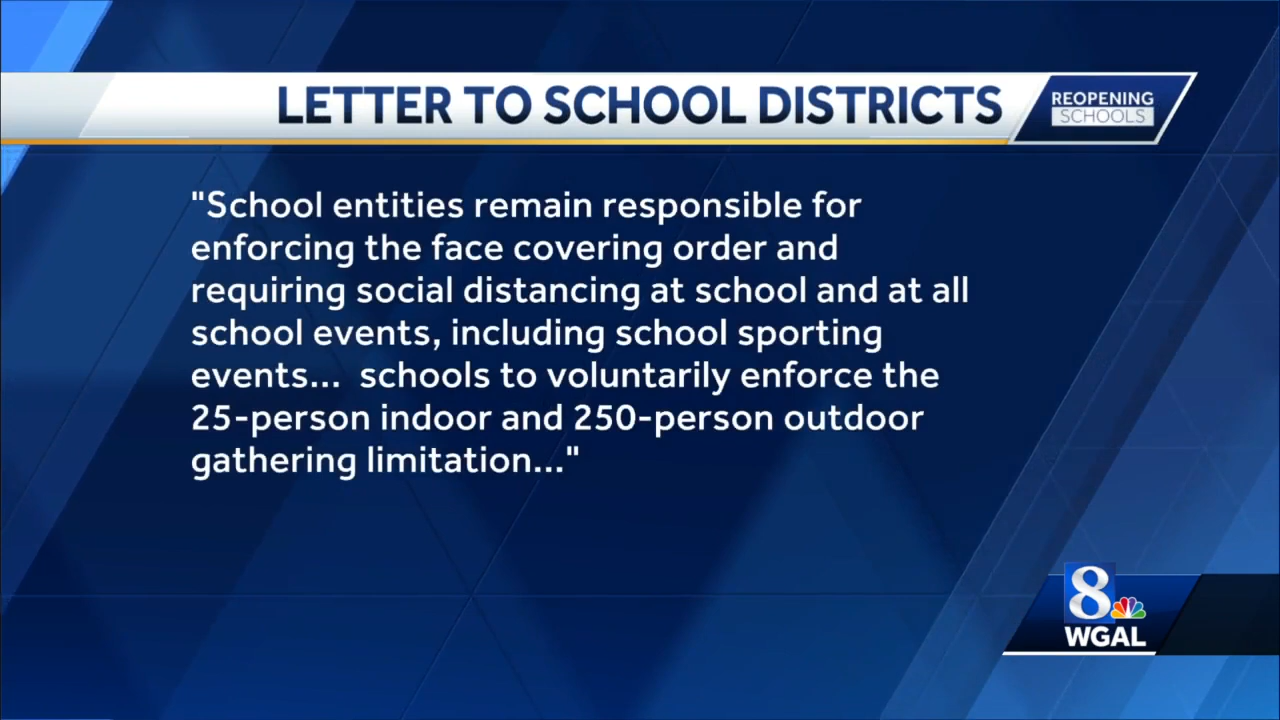 LETTER TO SCHOOL DISTRICTS
REOPENING
SCHOOLS
"School entities remain responsible for
enforcing the face covering order and
requiring social distancing at school and at all
school events, including school sporting
events...  schools to voluntarily enforce the
25-person indoor and 250-person outdoor
gathering limitation..."
8
WGAL